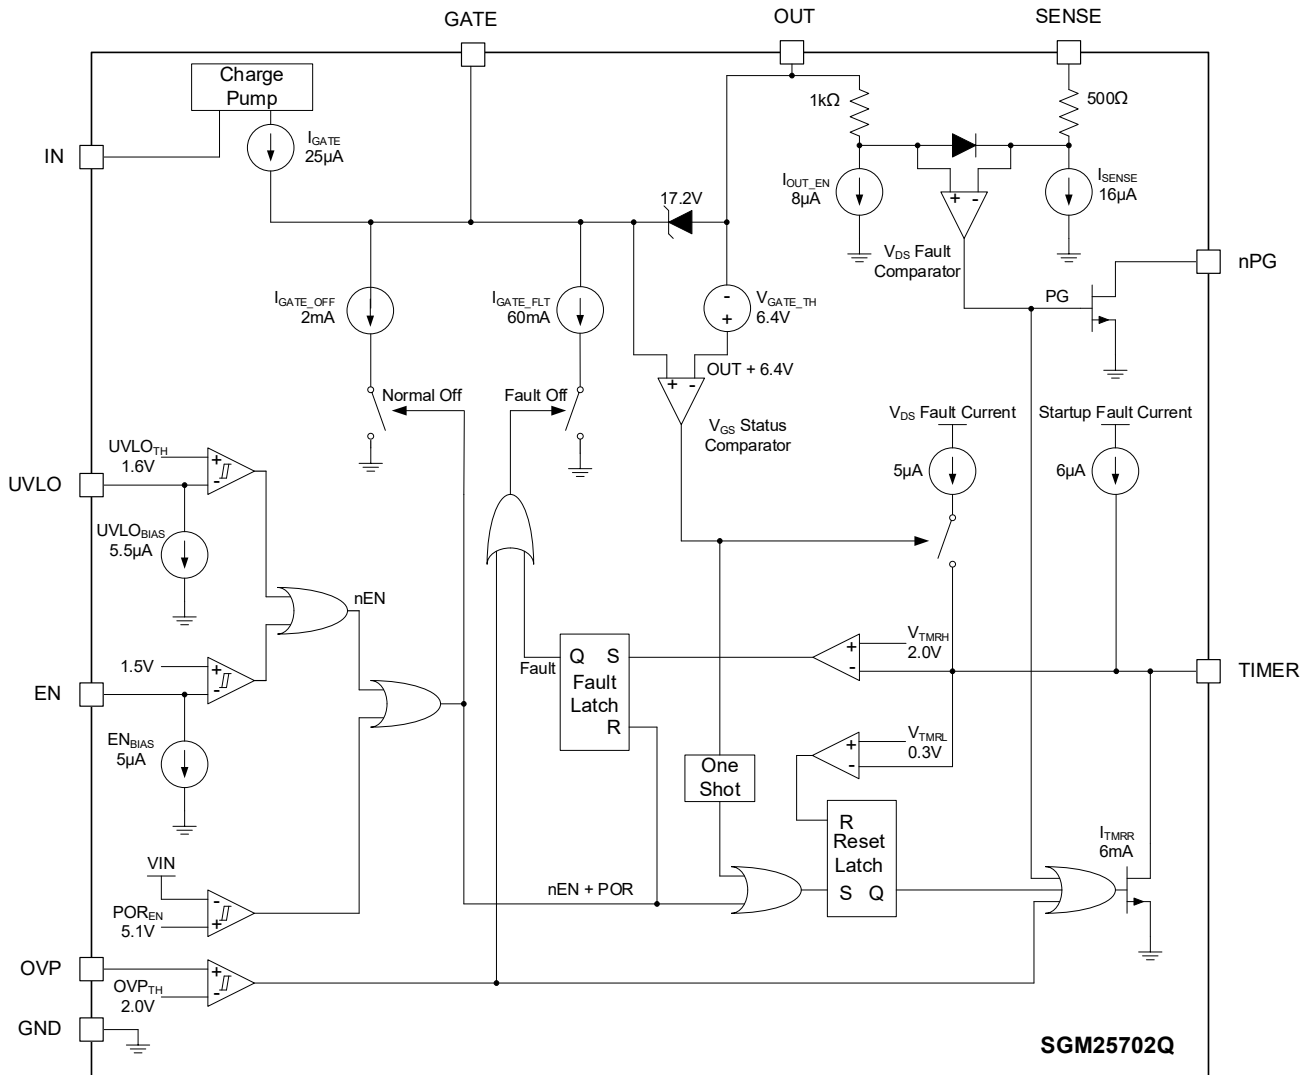 GATE
OUT
SENSE
Charge
Pump
1kΩ
500Ω
IGATE
25μA
IN
IOUT_EN
8μA
ISENSE
16μA
17.2V
+ -
VDS Fault
Comparator
nPG
IGATE_OFF
2mA
IGATE_FLT
60mA
-
+
VGATE_TH
6.4V
PG
OUT + 6.4V
+ -
Normal Off
Fault Off
VGS Status
Comparator
VDS Fault Current
Startup Fault Current
UVLOTH
1.6V
+
-
5μA
6μA
UVLO
UVLOBIAS
5.5μA
nEN
1.5V
+
-
EN
Q S
Fault
Latch
R
Fault
VTMRH
2.0V
+
-
TIMER
ENBIAS
5μA
VTMRL
0.3V
+
-
One
Shot
R
Reset
Latch
S Q
ITMRR
6mA
VIN
-
+
POREN
5.1V
nEN + POR
OVP
OVPTH
2.0V
+
-
GND
SGM25702Q